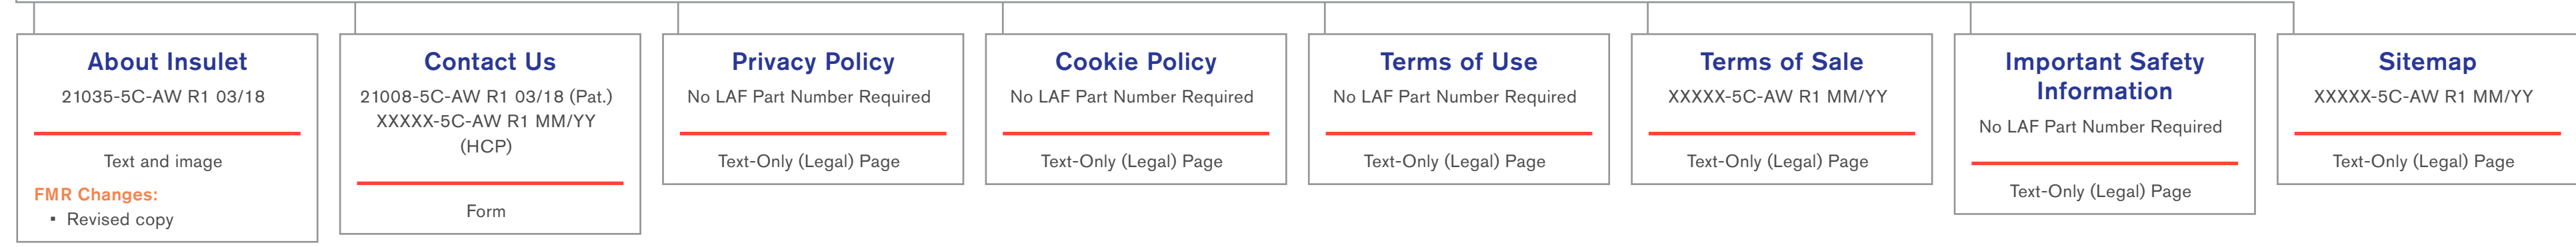 About Insulet
21035-5C-AW R1 03/18
Text and image
FMR Changes:
▪ Revised copy
Contact Us
21008-5C-AW R1 03/18 (Pat.)
XXXXX-5C-AW R1 MM/YY
(HCP)
Form
Privacy Policy
No LAF Part Number Required
Text-Only (Legal) Page
Cookie Policy
No LAF Part Number Required
Text-Only (Legal) Page
Terms of Use
No LAF Part Number Required
Text-Only (Legal) Page
Terms of Sale
XXXXX-5C-AW R1 MM/YY
Text-Only (Legal) Page
Important Safety
Information
No LAF Part Number Required
Text-Only (Legal) Page
Sitemap
XXXXX-5C-AW R1 MM/YY
Text-Only (Legal) Page